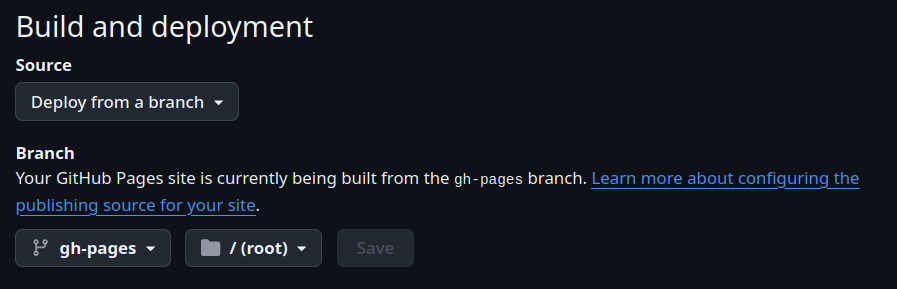 Build and deployment
Source
Deploy from a branch
Branch
Your GitHub Pages site is currently being built from the gh-pages branch. Learn more about configuring the
publishing source for your site.
gh-pages / (root) Save